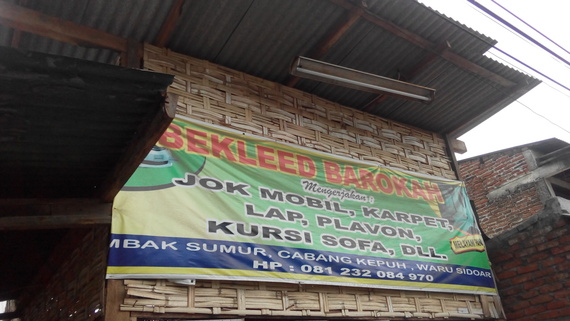 BEKLEED BAROKAH
Mengerjakan :
JOK MOBIL, KARPET,
LAP, PLAVON,
KURSI SOFA, DLL.
MELAYANI
MBAK SUMUR, CABANG KEPUH, WARU SIDOAR
HP : 081 232 084 970